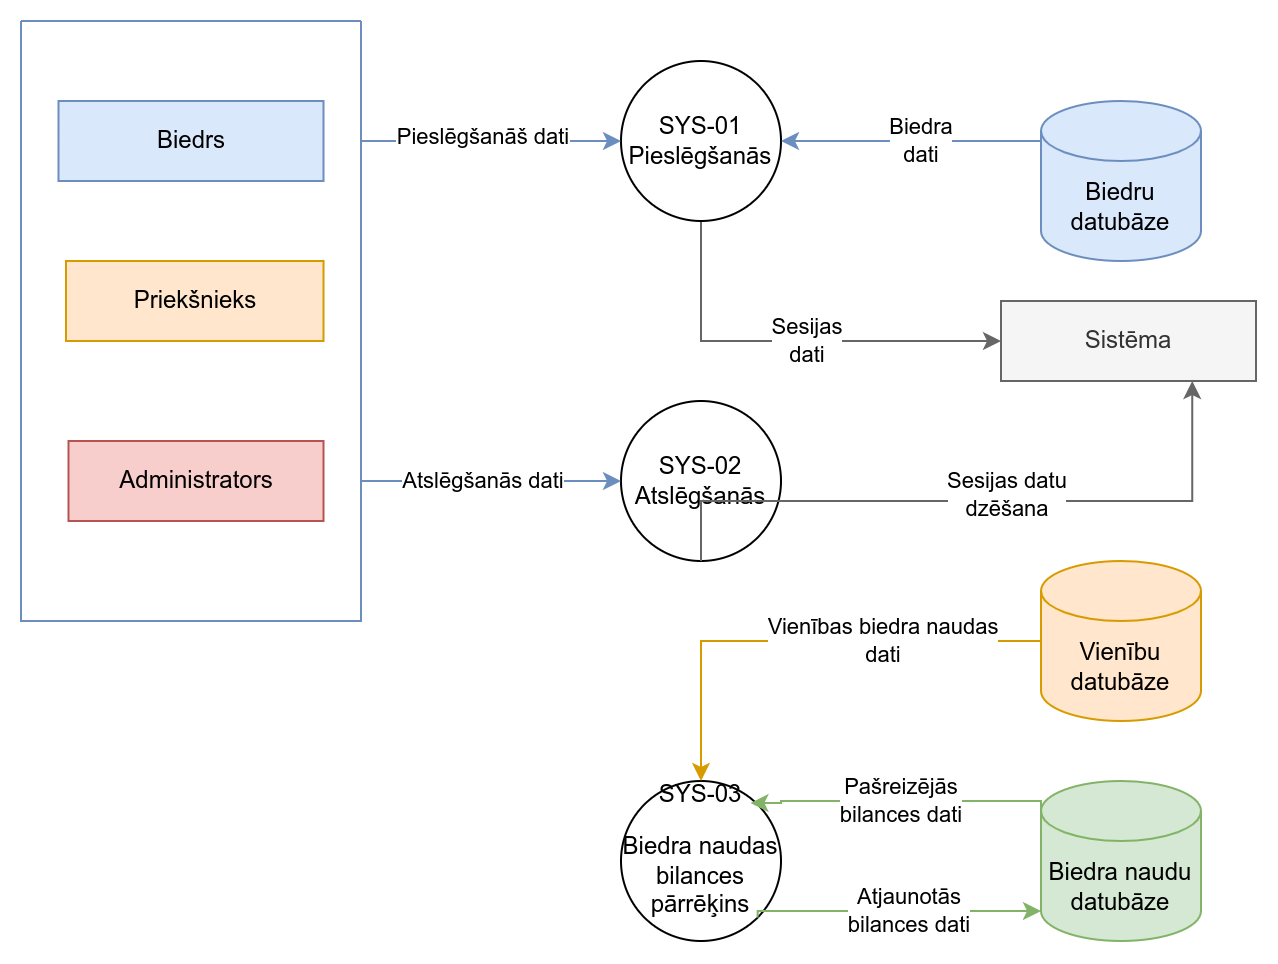 Biedrs
Priekšnieks
Administrators
Pieslēgšanāš dati
SYS-01
Pieslēgšanās
Biedra
dati
Biedru
datubāze
Sesijas
dati
Sistēma
Atslēgšanās dati
SYS-02
Atslēgšanās
Sesijas datu
dzēšana
Vienības biedra naudas
dati
Vienību
datubāze
SYS-03
Biedra naudas
bilances
pārrēķins
Pašreizējās
bilances dati
Atjaunotās
bilances dati
Biedra naudu
datubāze